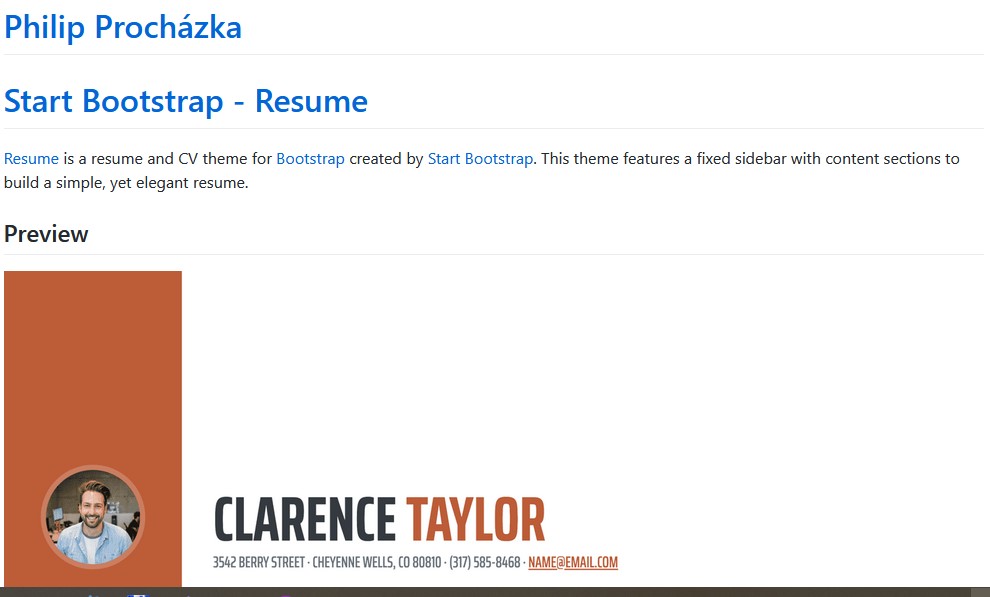 Philip Procházka
Start Bootstrap - Resume
Resume is a resume and CV theme for Bootstrap created by Start Bootstrap. This theme features a fixed sidebar with content sections to
build a simple, yet elegant resume.
Preview
CLARENCE TAYLOR
3542 BERRY STREET · CHEYENNE WELLS, CO 80810 · (317) 585-8468 · NAME@EMAIL.COM